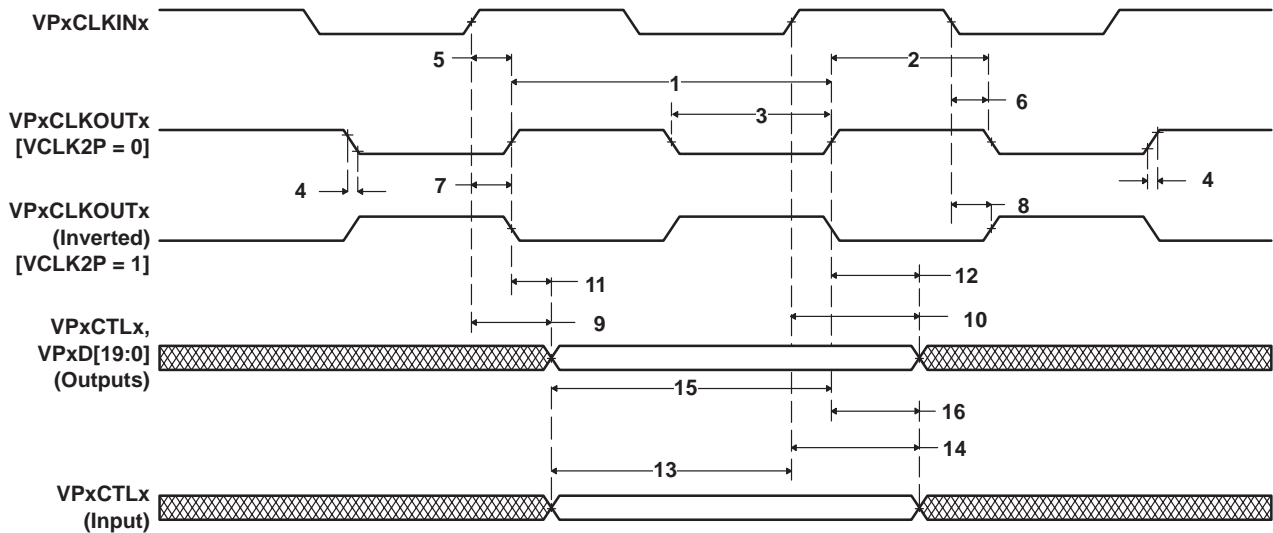 VPxCLKINx
5
2
1
6
3
VPxCLKOUTx
[VCLK2P = 0]
4
7
4
VPxCLKOUTx
(Inverted)
[VCLK2P = 1]
8
11
12
9
10
VPxCTLx,
VPxD[19:0]
(Outputs)
15
16
14
13
VPxCTLx
(Input)